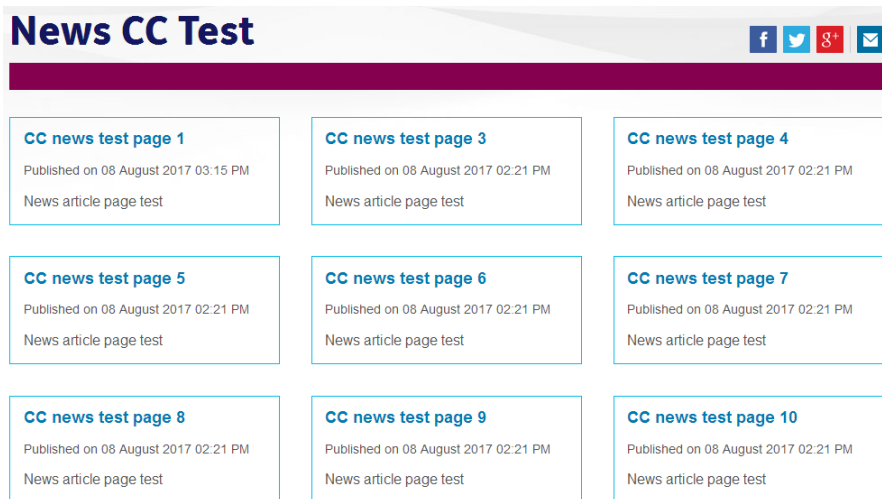 News CC Test
f g+
CC news test page 1
Published on 08 August 2017 03:15 PM
News article page test
CC news test page 3
Published on 08 August 2017 02:21 PM
News article page test
CC news test page 4
Published on 08 August 2017 02:21 PM
News article page test
CC news test page 5
Published on 08 August 2017 02:21 PM
News article page test
CC news test page 6
Published on 08 August 2017 02:21 PM
News article page test
CC news test page 7
Published on 08 August 2017 02:21 PM
News article page test
CC news test page 8
Published on 08 August 2017 02:21 PM
News article page test
CC news test page 9
Published on 08 August 2017 02:21 PM
News article page test
CC news test page 10
Published on 08 August 2017 02:21 PM
News article page test